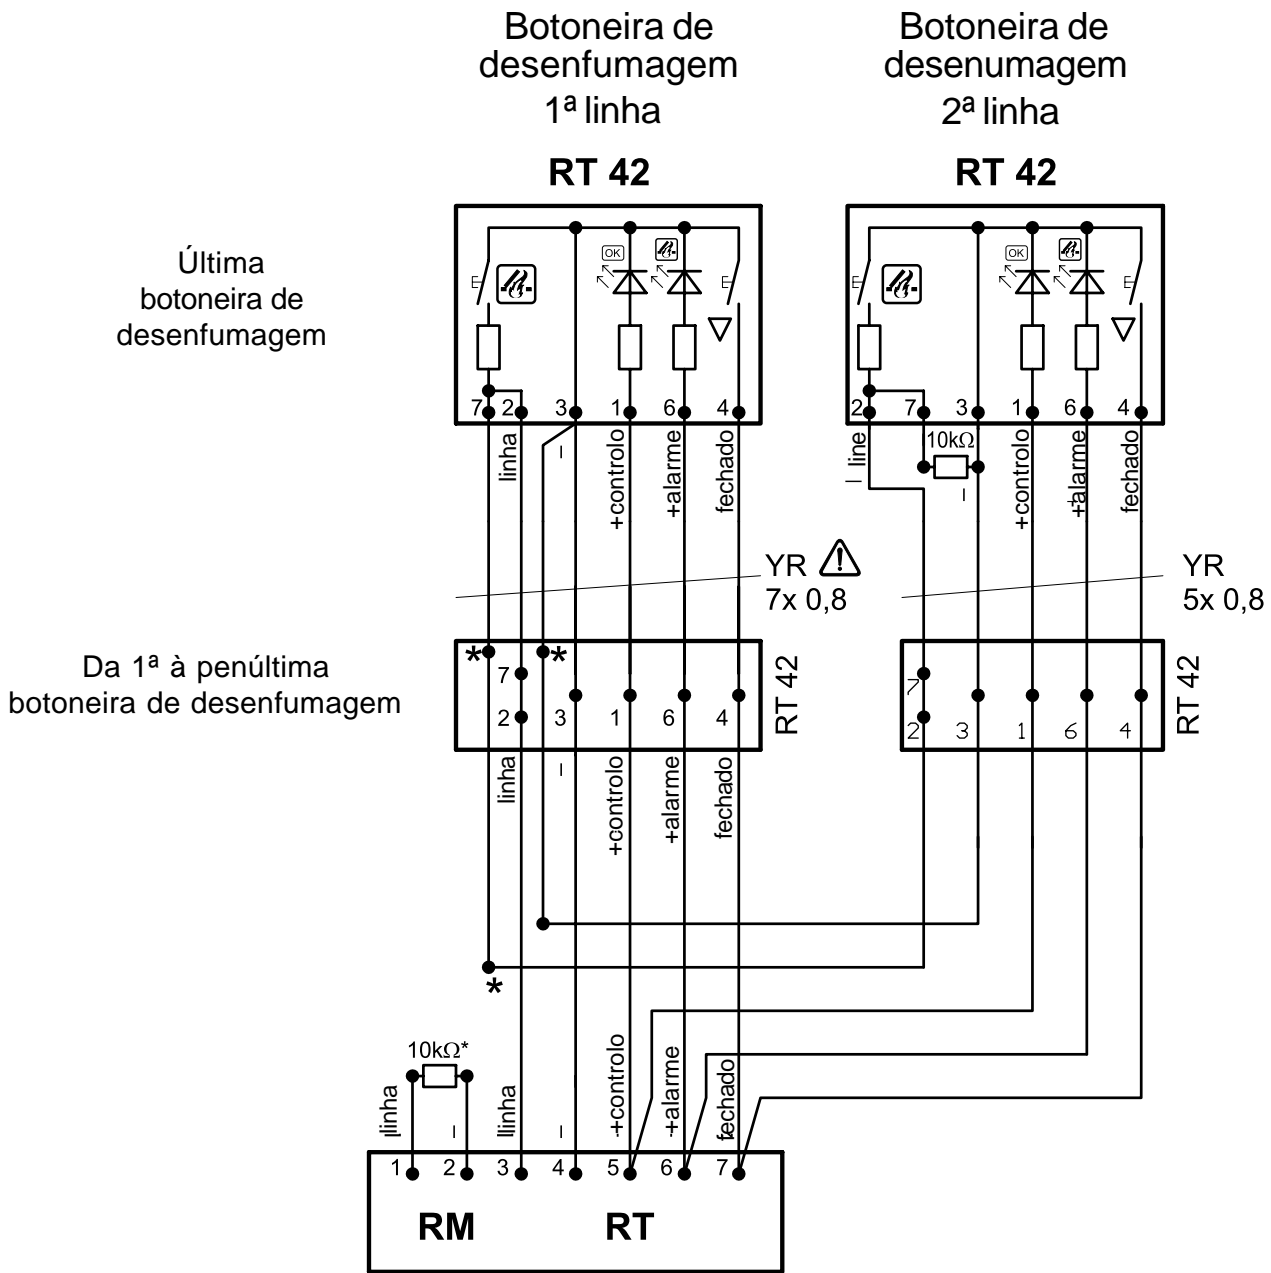 Botoneira de
desenfumagem
1ª linha
RT 42
Botoneira de
desenumagem
2ª linha
RT 42
Última
botoneira de
desenfumagem
OK
OK
7 2 3 1 6 4
2 7 3 1 6 4
linha
–
+controlo
+alarme
fechado
line
10kΩ
–
+controlo
+alarme
fechado
YR
7x 0,8
YR
5x 0,8
Da 1ª à penúltima
botoneira de desenfumagem
* *
7
2 3 1 6 4
RT 42
7
2 3 1 6 4
RT 42
linha
–
+controlo
+alarme
fechado
*
10kΩ*
linha
–
linha
–
+controlo
+alarme
fechado
1 2 3 4 5 6 7
RM RT